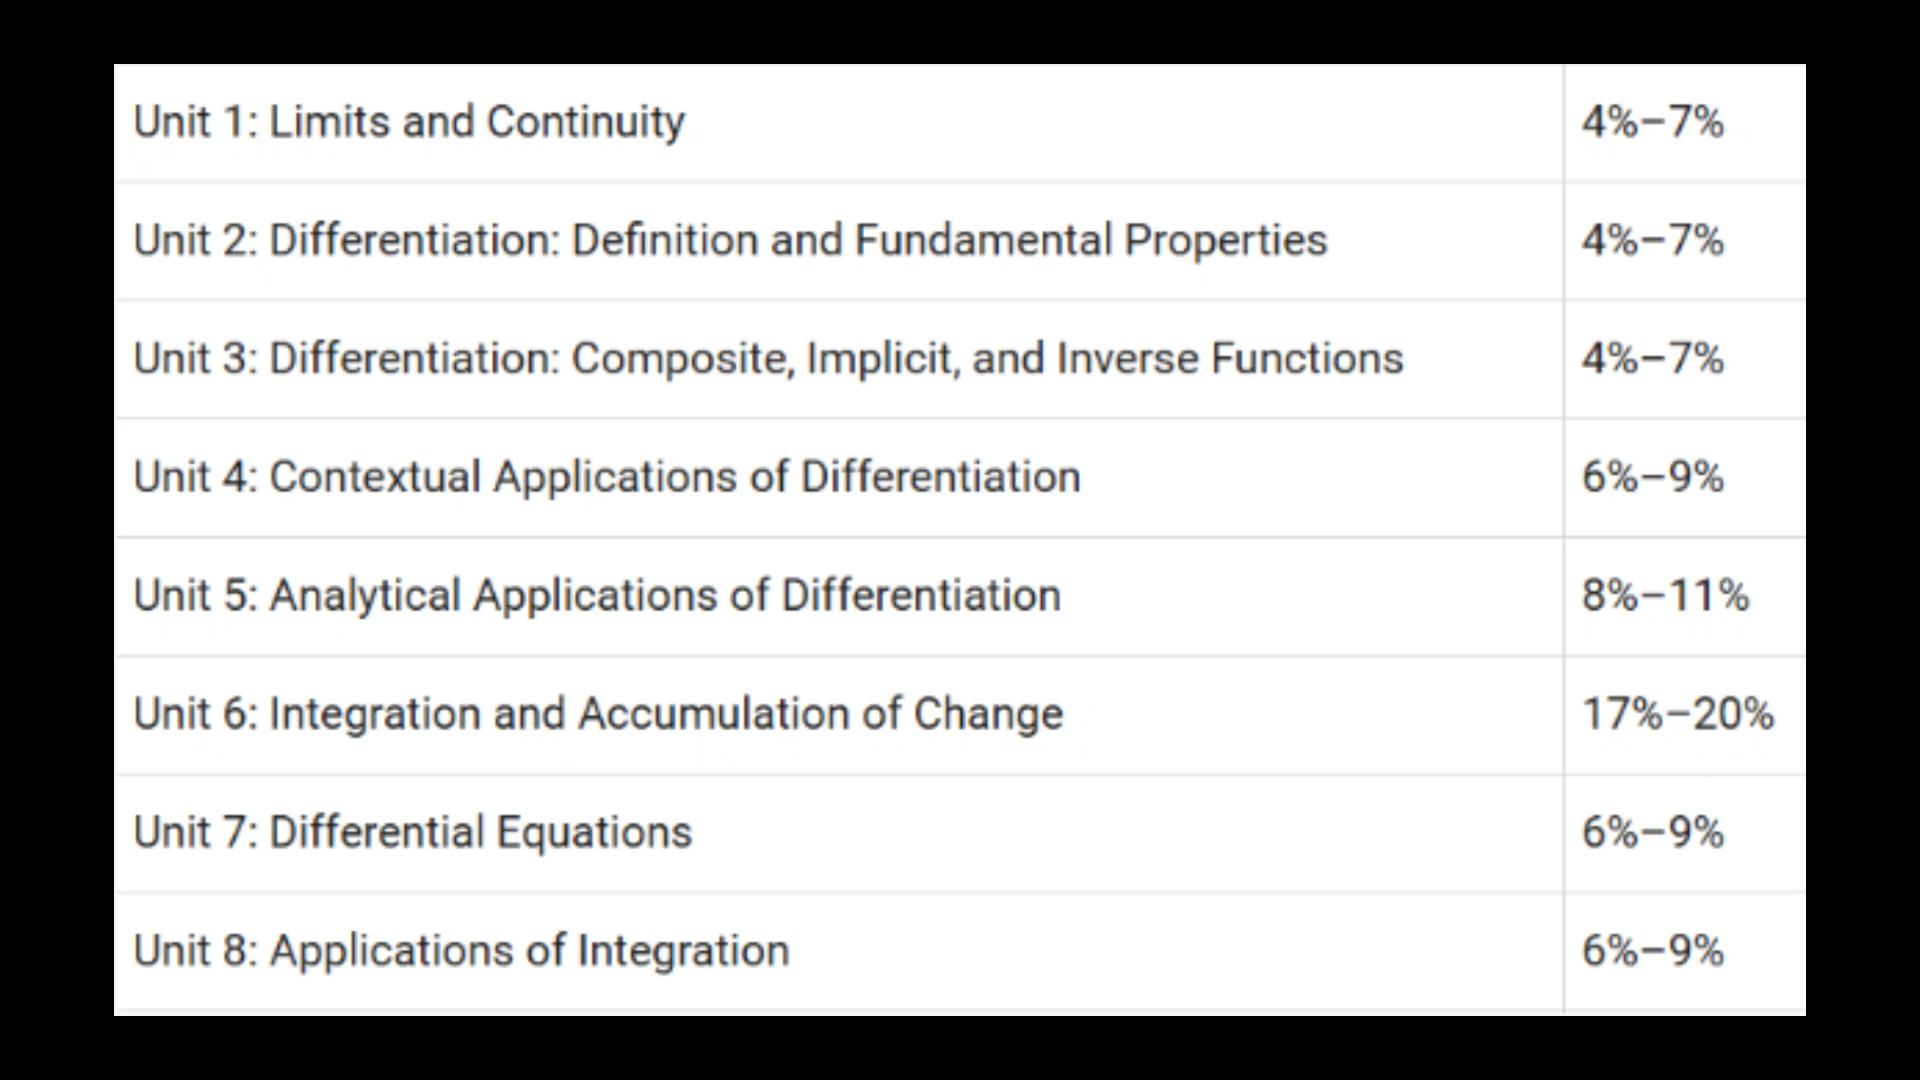 Unit 1: Limits and Continuity 4%–7%
Unit 2: Differentiation: Definition and Fundamental Properties 4%–7%
Unit 3: Differentiation: Composite, Implicit, and Inverse Functions 4%–7%
Unit 4: Contextual Applications of Differentiation 6%–9%
Unit 5: Analytical Applications of Differentiation 8%–11%
Unit 6: Integration and Accumulation of Change 17%–20%
Unit 7: Differential Equations 6%–9%
Unit 8: Applications of Integration 6%–9%